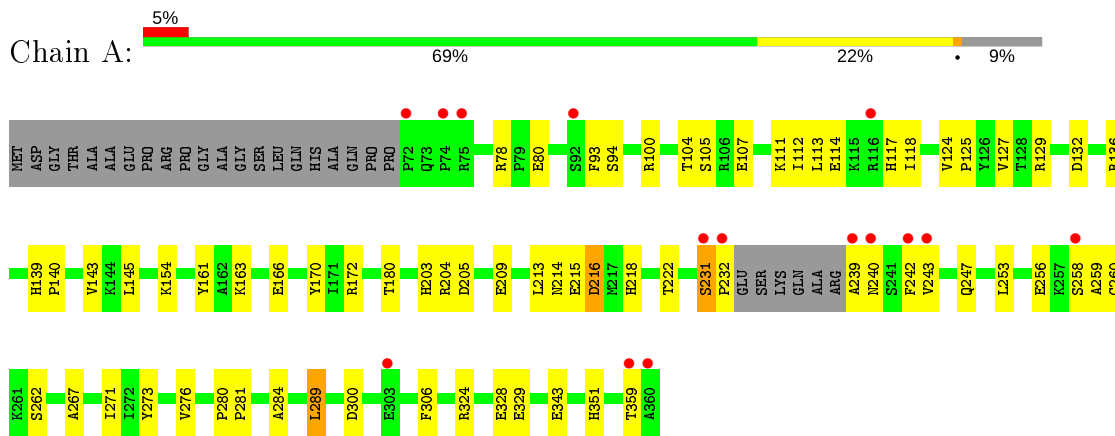 5%
Chain A:
69% 22% • 9%
MET ASP GLY THR ALA ALA GLU PRO ARG PRO GLY ALA GLY SER LEU GLN HIS ALA GLN PRO PRO P72 Q73 P74 R75 R78 P79 E80 S92 F93 S94 R100 T104 S105 R106 E107 K111 I112 L113 E114 K115 R116 H117 I118 V124 P125 Y126 V127 T128 R129 D132 R136
H139 P140 V143 K144 L145 K154 Y161 A162 K163 E166 Y170 I171 R172 T180 H203 R204 D205 E209 L213 N214 E215 D216 M217 H218 T222 S231 P232 GLU SER LYS GLN ALA ARG A239 N240 S241 F242 V243 Q247 L253 E256 K257 S258 A259 C260
K261 S262 A267 I271 I272 Y273 V276 P280 P281 A284 L289 D300 E303 F306 R324 E328 E329 E343 H351 T359 A360